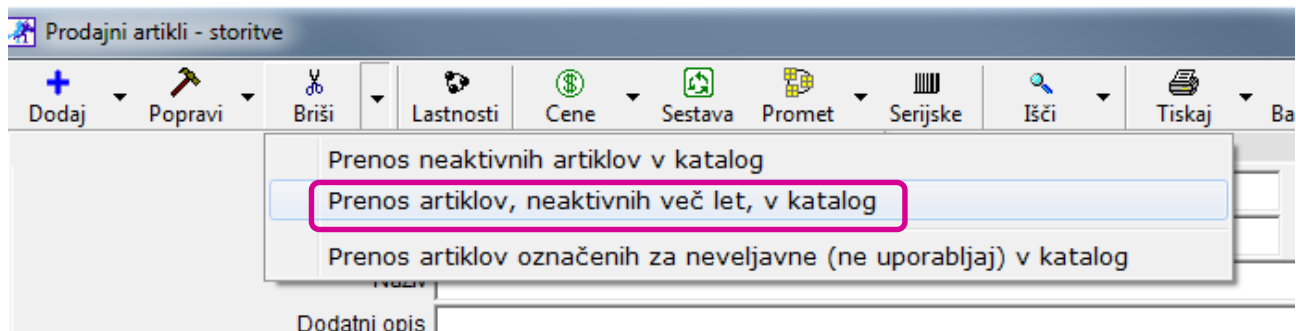 Prodajni artikli - storitve
Dodaj Popravi Briši Lastnosti Cene Sestava Promet Serijske Išči Tiskaj
Prenos neaktivnih artiklov v katalog
Prenos artiklov, neaktivnih več let, v katalog
Prenos artiklov označenih za neveljavne (ne uporabljaj) v katalog
Naziv
Dodatni opis